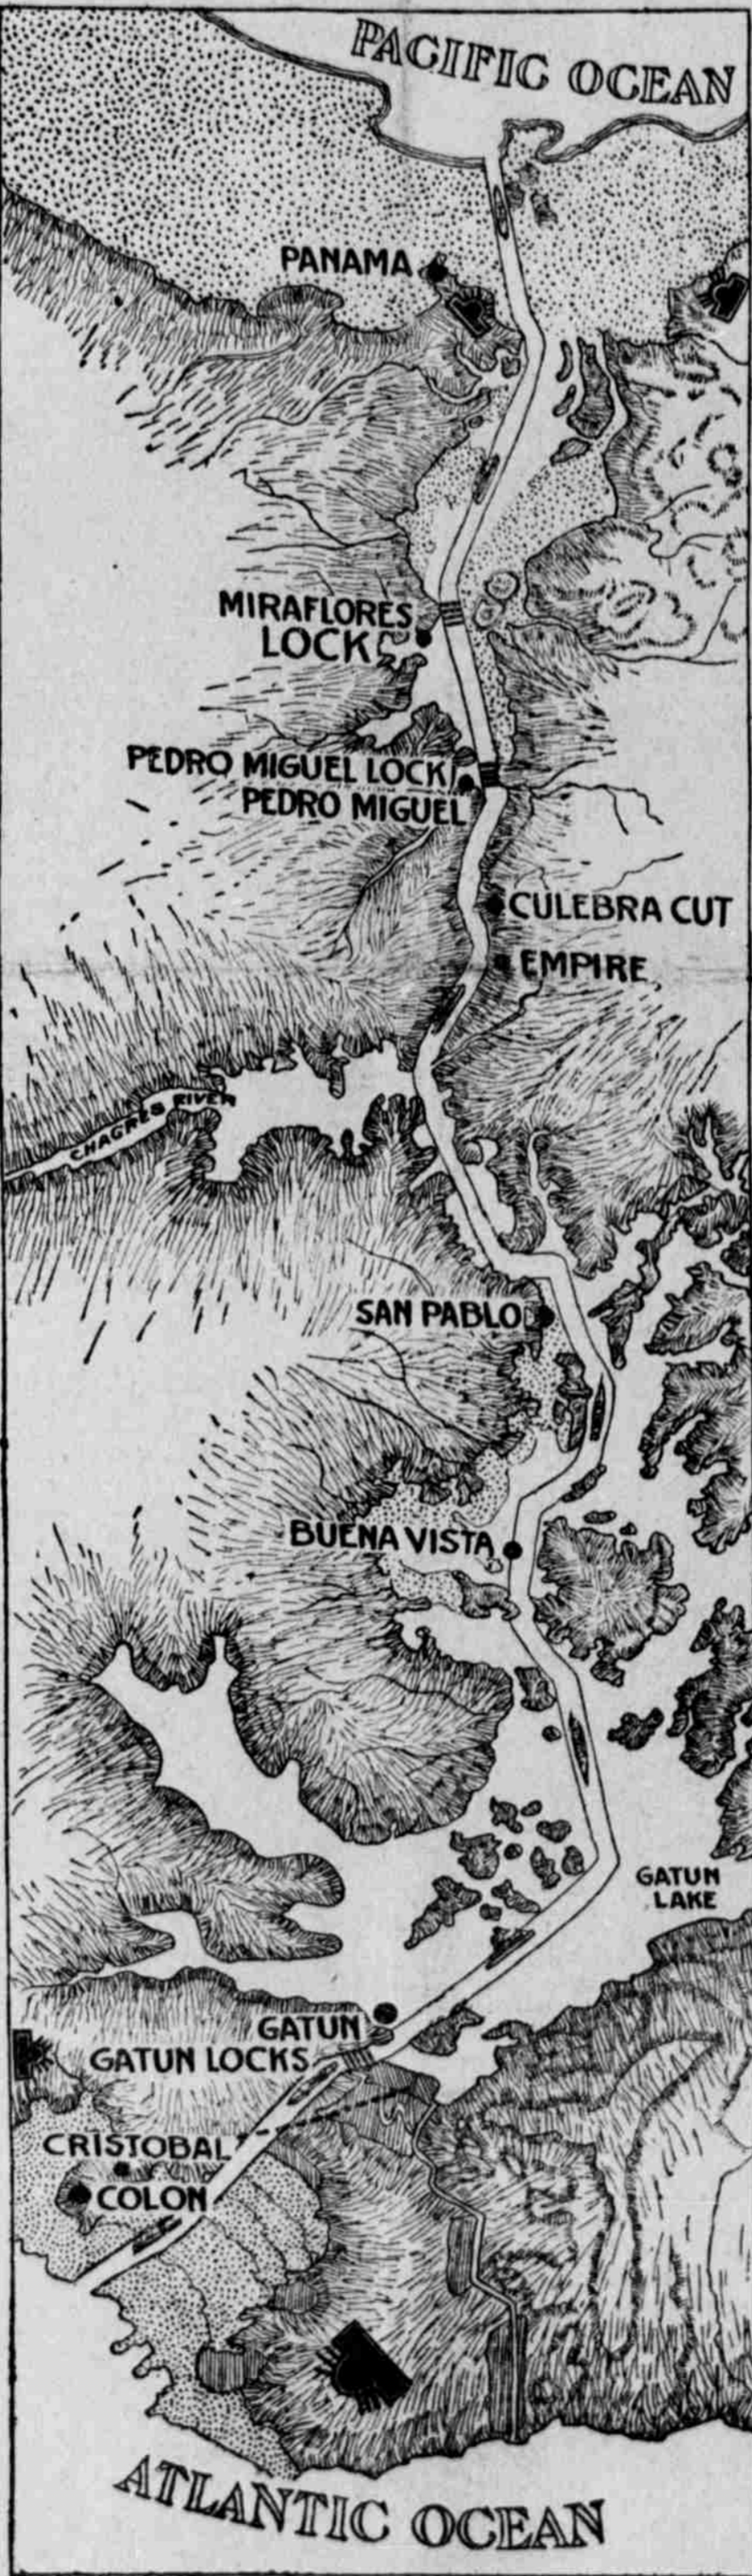 PACIFIC OCEAN
PANAMA
MIRAFLORES
LOCK
PEDRO MIGUEL LOCK
PEDRO MIGUEL
CULEBRA CUT
EMPIRE
CHAGRES RIVER
SAN PABLO
BUENA VISTA
GATUN
LAKE
GATUN
GATUN LOCKS
CRISTOBAL
COLON
ATLANTIC OCEAN